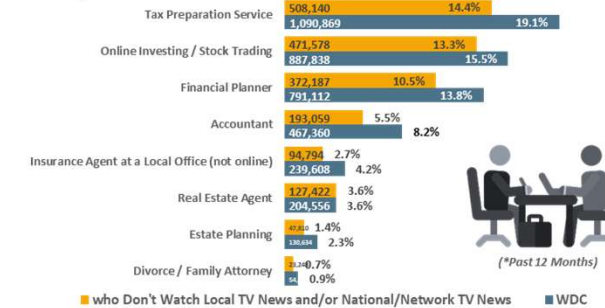 Tax Preparation Service 508,140 14.4%
1,090,869 19.1%
Online Investing / Stock Trading 471,578 13.3%
887,838 15.5%
Financial Planner 372,187 10.5%
791,112 13.8%
Accountant 193,059 5.5%
467,360 8.2%
Insurance Agent at a Local Office (not online) 94,794 2.7%
239,608 4.2%
Real Estate Agent 127,422 3.6%
204,556 3.6%
Estate Planning 47,810 1.4%
130,634 2.3%
Divorce / Family Attorney 0.7%
0.9%
(*Past 12 Months)
who Don't Watch Local TV News and/or National/Network TV News WDC